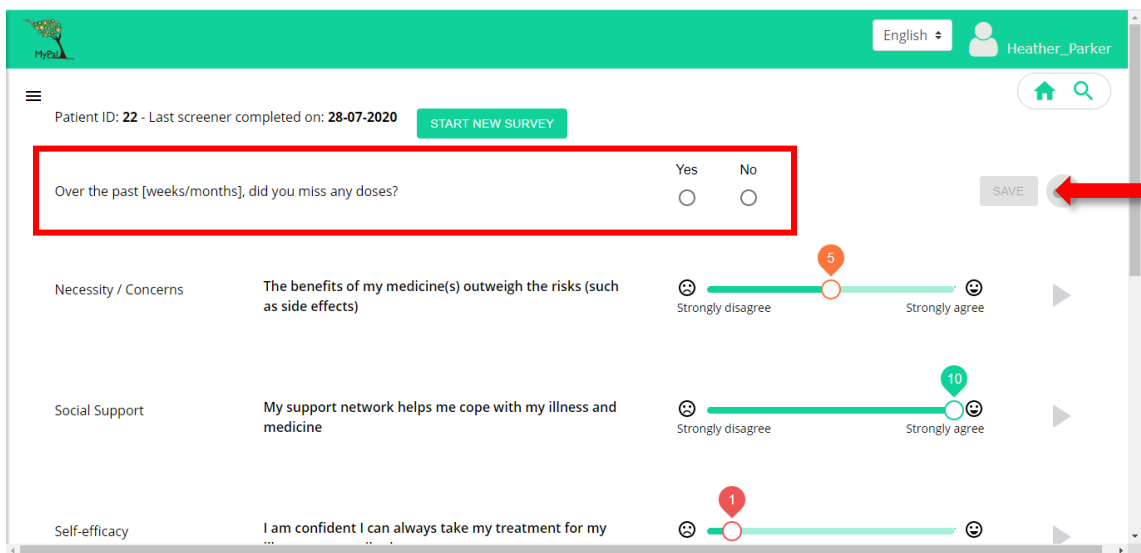 MyPal
English
Heather_Parker
Patient ID: 22 - Last screener completed on: 28-07-2020
START NEW SURVEY
Yes No
Over the past [weeks/months], did you miss any doses?
SAVE
5
Necessity / Concerns
The benefits of my medicine(s) outweigh the risks (such
as side effects)
Strongly disagree
Strongly agree
10
Social Support
My support network helps me cope with my illness and
medicine
Strongly disagree
Strongly agree
1
Self-efficacy
I am confident I can always take my treatment for my